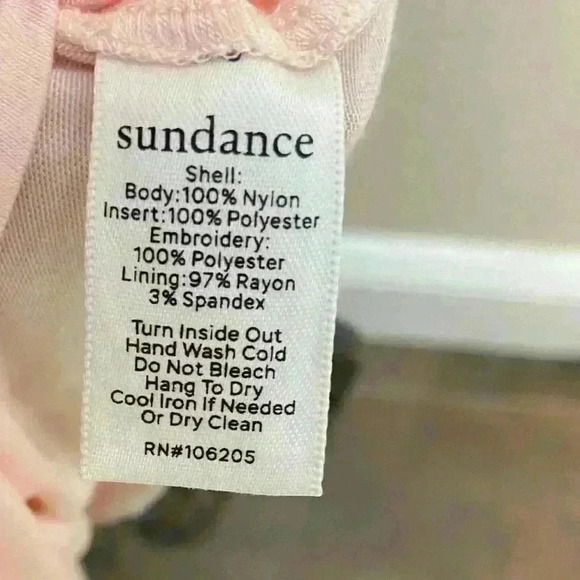 sundance
Shell:
Body:100% Nylon
Insert:100% Polyester
Embroidery:
100% Polyester
Lining:97% Rayon
3% Spandex
Turn Inside Out
Hand Wash Cold
Do Not Bleach
Hang To Dry
Cool Iron If Needed
Or Dry Clean
RN#106205